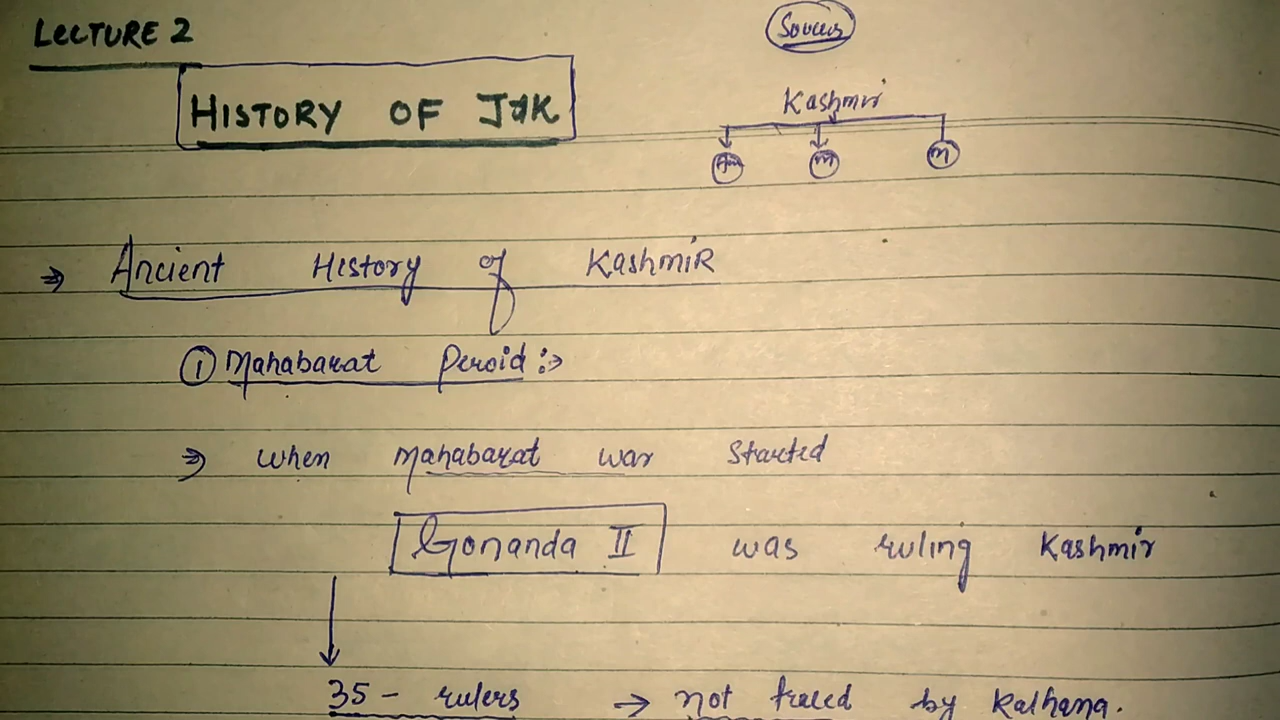 LECTURE 2
Sources
HISTORY OF J&K
Kashmir
M
M
⇒ Ancient History of Kashmir
① Mahabarat Peroid :→
⇒ when Mahabarat war started
Gonanda II was ruling Kashmir
35 - rulers → not traced by Kalhana.